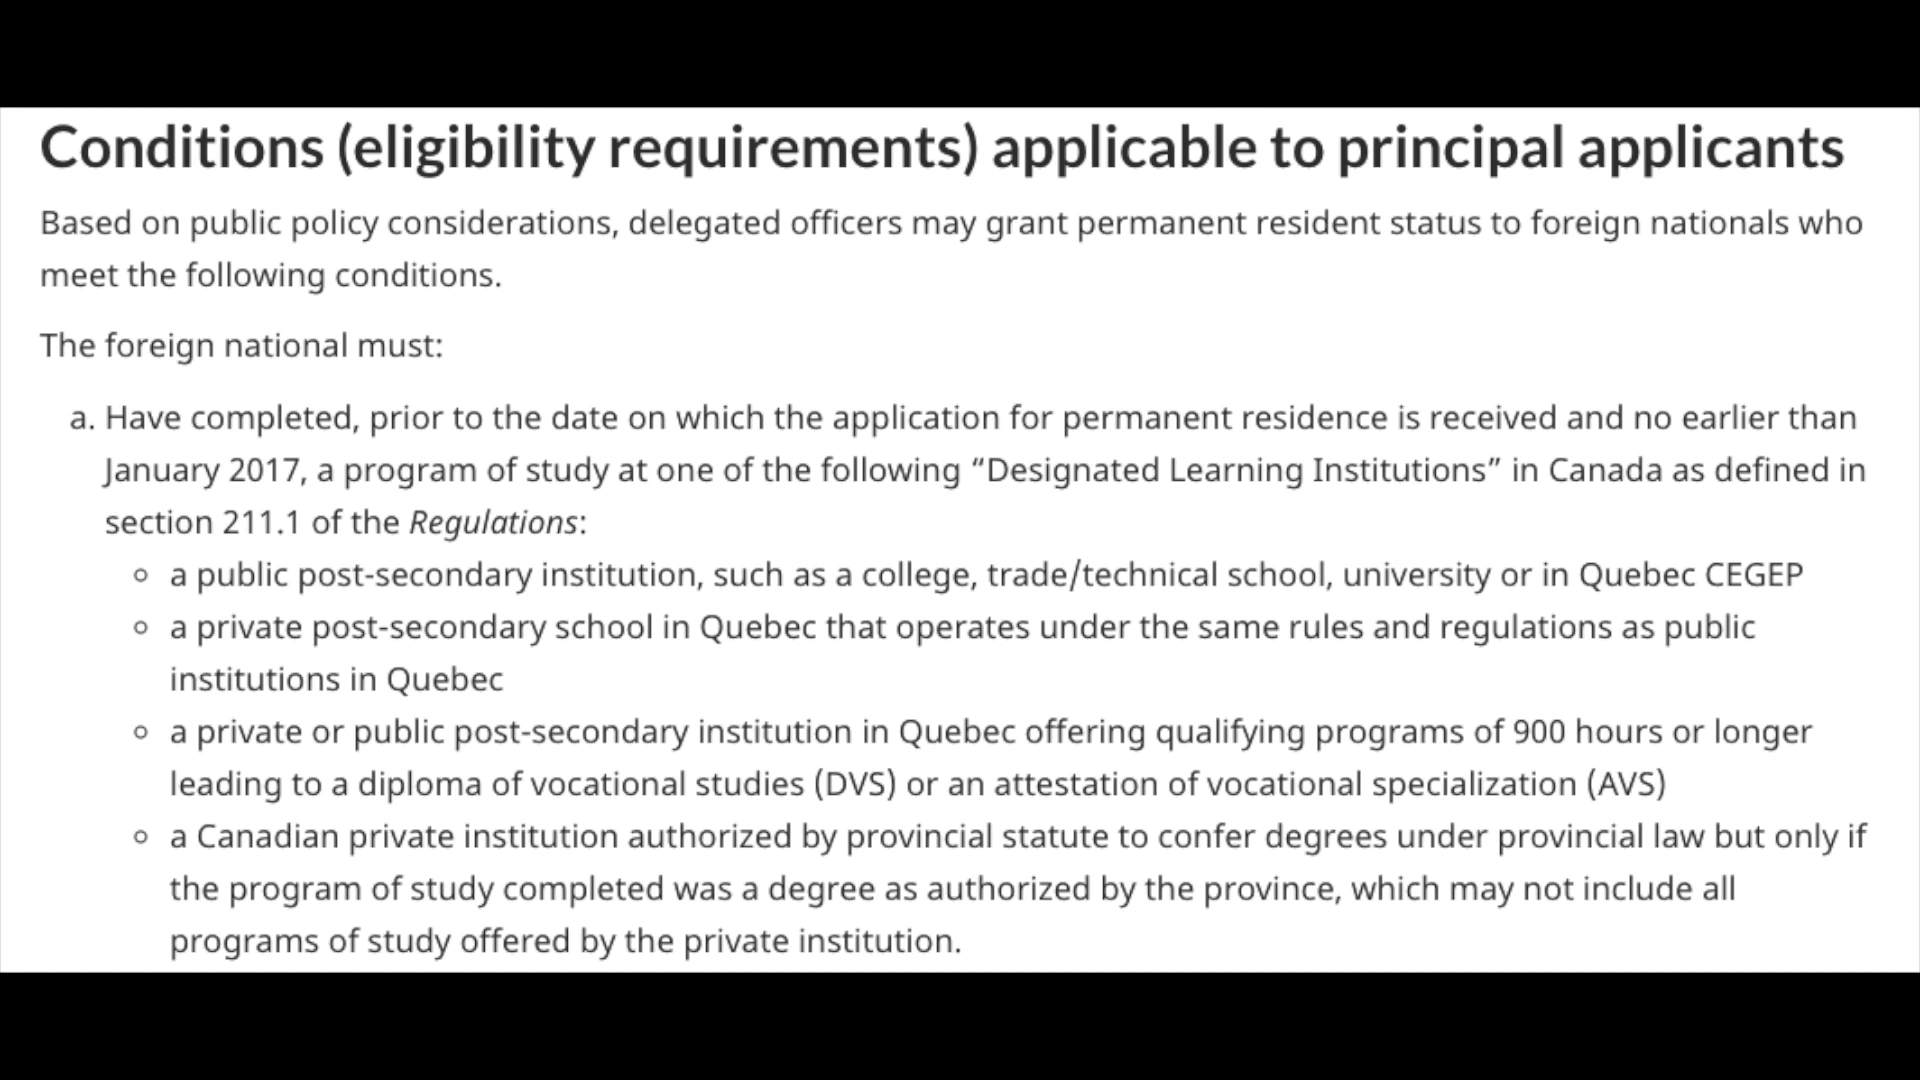 Conditions (eligibility requirements) applicable to principal applicants
Based on public policy considerations, delegated officers may grant permanent resident status to foreign nationals who
meet the following conditions.
The foreign national must:
a. Have completed, prior to the date on which the application for permanent residence is received and no earlier than
January 2017, a program of study at one of the following “Designated Learning Institutions” in Canada as defined in
section 211.1 of the Regulations:
◦ a public post-secondary institution, such as a college, trade/technical school, university or in Quebec CEGEP
◦ a private post-secondary school in Quebec that operates under the same rules and regulations as public
institutions in Quebec
◦ a private or public post-secondary institution in Quebec offering qualifying programs of 900 hours or longer
leading to a diploma of vocational studies (DVS) or an attestation of vocational specialization (AVS)
◦ a Canadian private institution authorized by provincial statute to confer degrees under provincial law but only if
the program of study completed was a degree as authorized by the province, which may not include all
programs of study offered by the private institution.